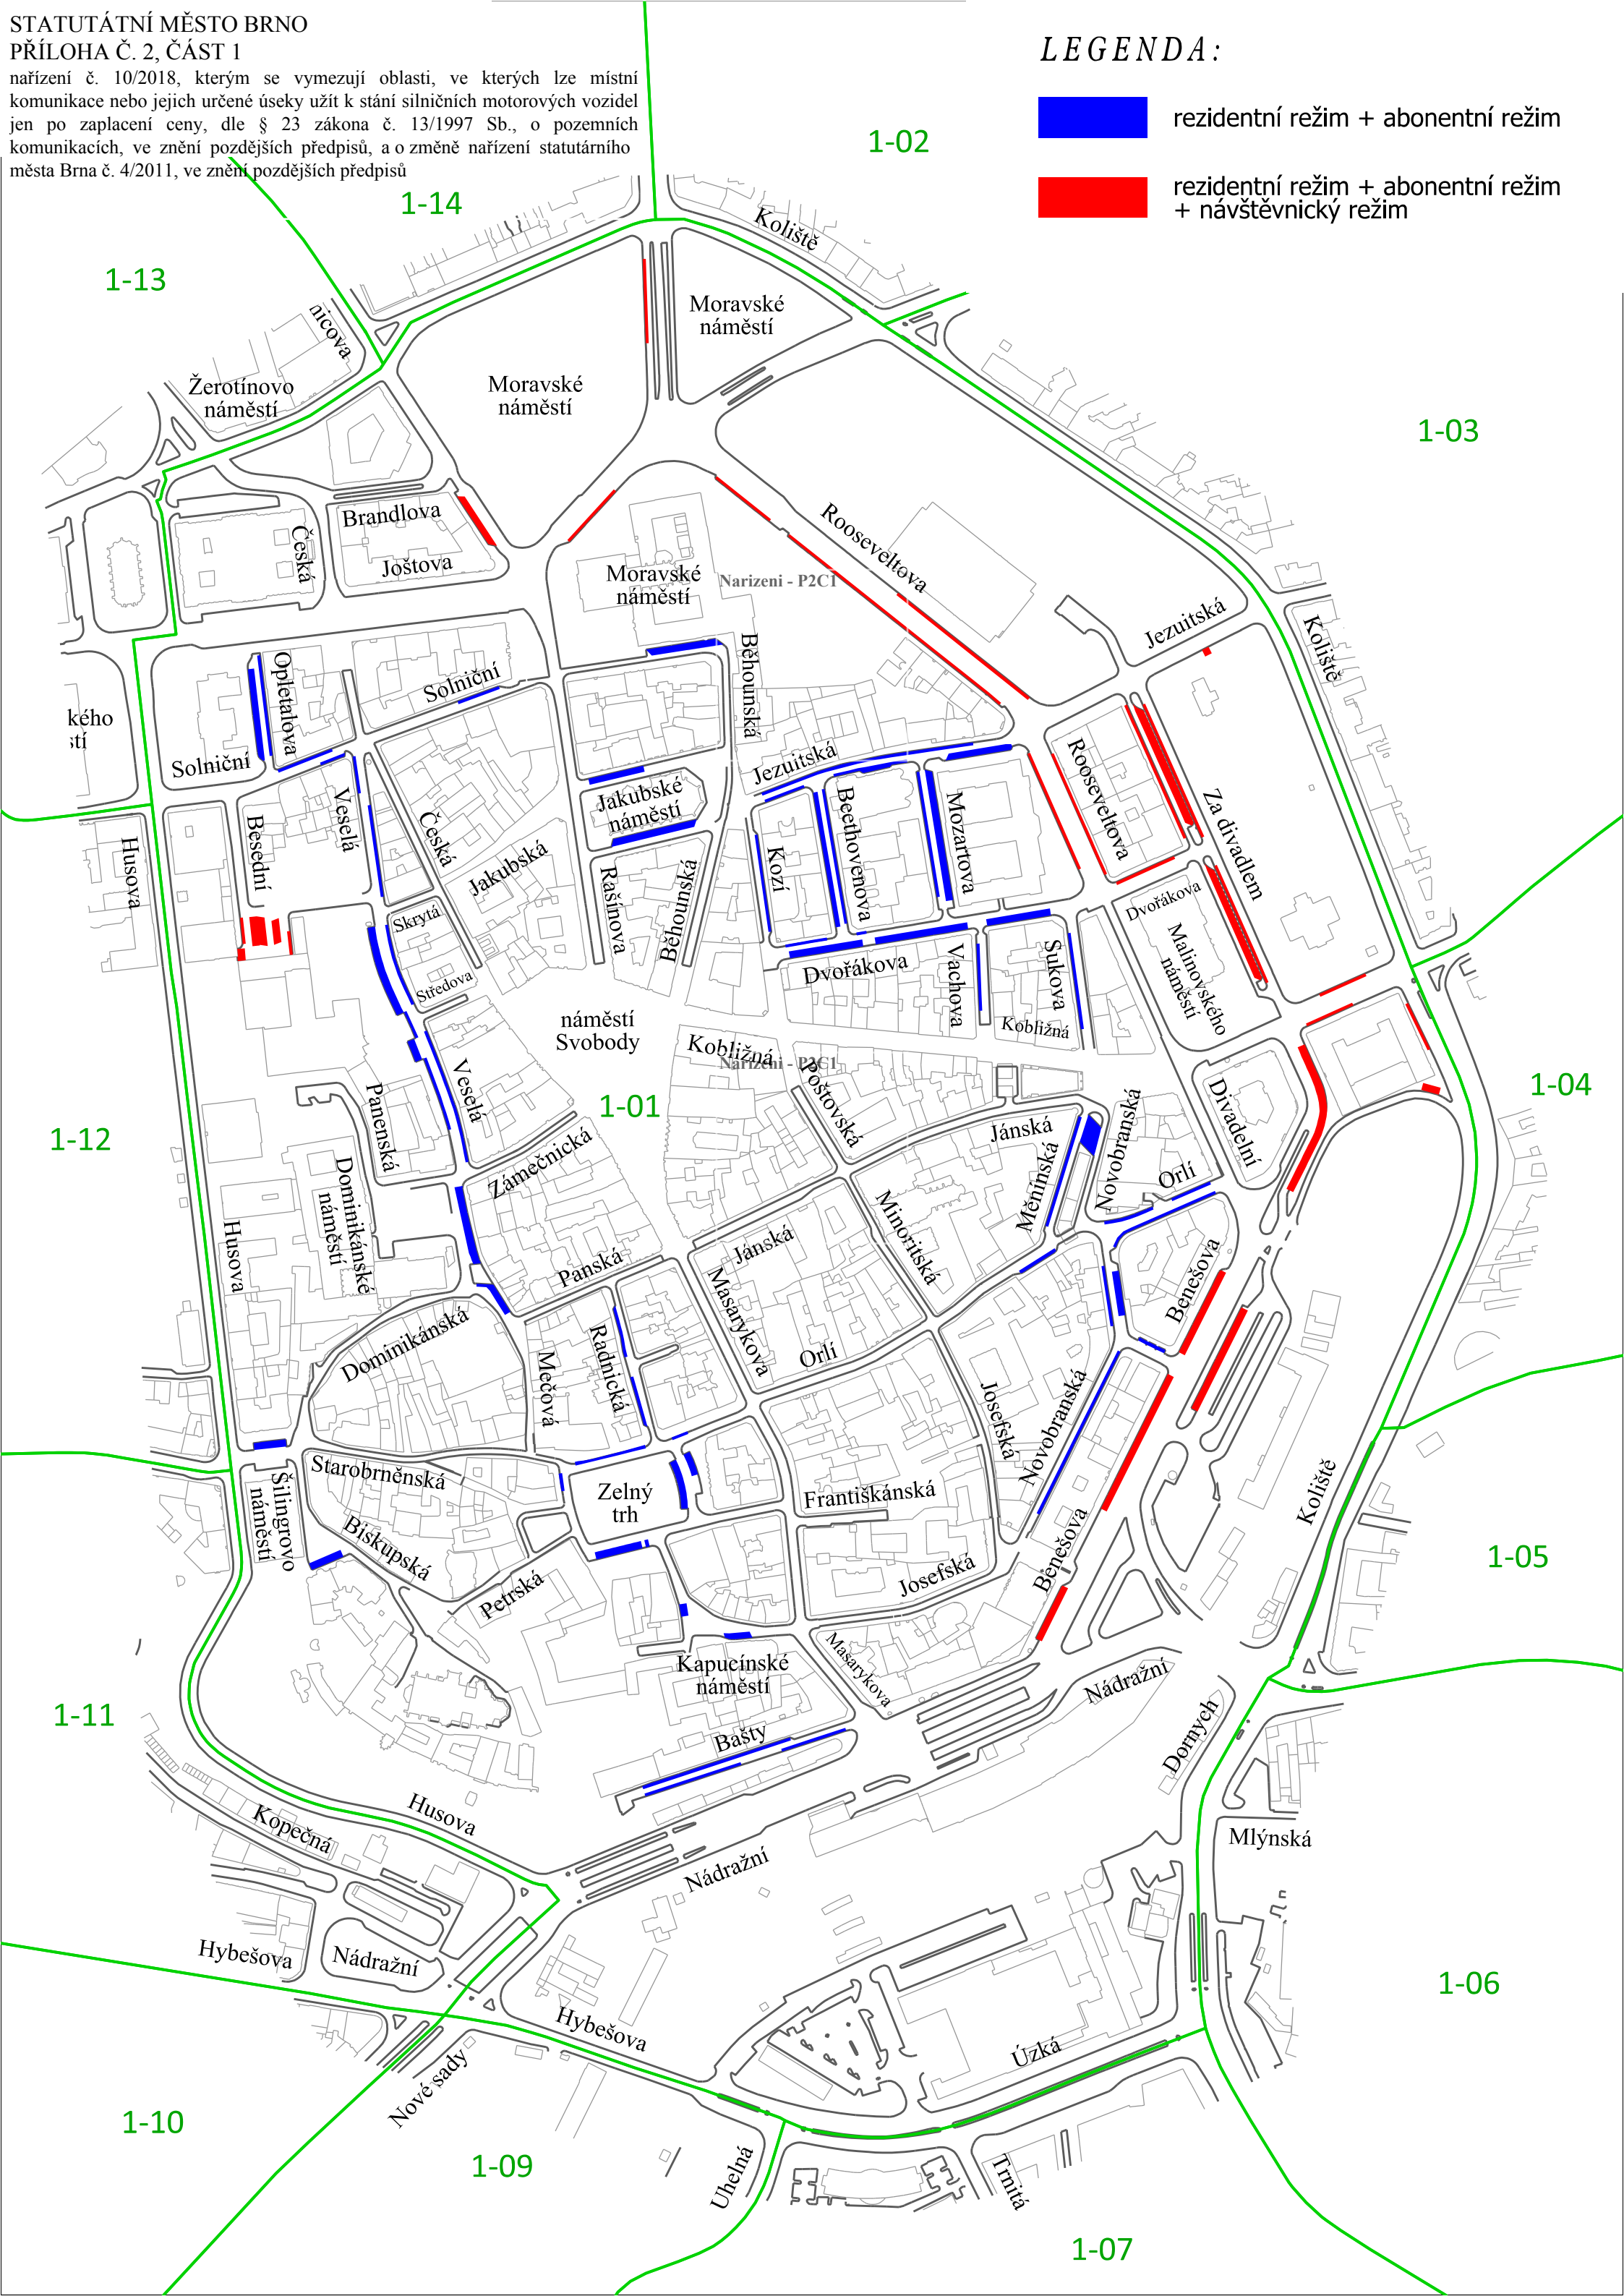 STATUTÁTNÍ MĚSTO BRNO
PŘÍLOHA Č. 2, ČÁST 1
nařízení č. 10/2018, kterým se vymezují oblasti, ve kterých lze místní
komunikace nebo jejich určené úseky užít k stání silničních motorových vozidel
jen po zaplacení ceny, dle § 23 zákona č. 13/1997 Sb., o pozemních
komunikacích, ve znění pozdějších předpisů, a o změně nařízení statutárního
města Brna č. 4/2011, ve znění pozdějších předpisů
LEGENDA:
rezidentní režim + abonentní režim
rezidentní režim + abonentní režim
+ návštěvnický režim
1-02
1-14
1-13
Koliště
Moravské
náměstí
nicova
Žerotínovo
náměstí
Moravské
náměstí
1-03
Brandlova
Česká
Joštova
Rooseveltova
Moravské
náměstí
Narizeni - P2C1
Jezuitská
Koliště
Běhounská
Opletalova
Solniční
kého
stí
Solniční
Jezuitská
Rooseveltova
Za divadlem
Jakubské
náměstí
Veselá
Besední
Česká
Husova
Jakubská
Kozí
Beethovenova
Mozartova
Rašínova
Běhounská
Skrytá
Středova
Dvořákova
Malinovského
náměstí
Dvořákova
Vachova
Sukova
Kobližná
náměstí
Svobody
Kobližná
Narizeni - P2C1
Poštovská
1-01
1-04
1-12
Panenská
Veselá
Divadelní
Jánská
Novobranská
Měnínská
Orlí
Zámečnická
Dominikánské
náměstí
Husova
Minoritská
Jánská
Panská
Benešova
Masarykova
Dominikánská
Radnická
Mečová
Orlí
Josefská
Novobranská
Starobrněnská
Šilingrovo
náměstí
Zelný
trh
Františkánská
Koliště
Biskupská
Petrská
Josefská
Benešova
1-05
Kapucínské
náměstí
Masarykova
Nádražní
Dornych
1-11
Bašty
Husova
Kopečná
Nádražní
Mlýnská
Hybešova
Nádražní
1-06
Hybešova
Úzká
Nové sady
1-10
1-09
Uhelná
Trnitá
1-07